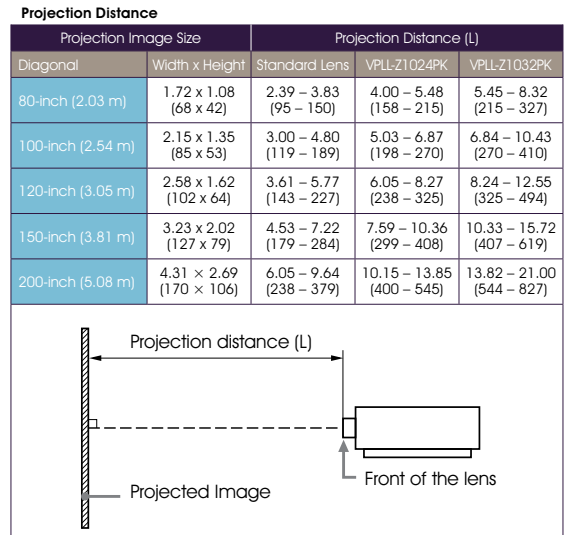 Projection Distance
Projection Image Size Projection Distance (L)
Diagonal Width x Height Standard Lens VPLL-Z1024PK VPLL-Z1032PK
80-inch (2.03 m) 1.72 x 1.08 2.39 – 3.83 4.00 – 5.48 5.45 – 8.32
(68 x 42) (95 – 150) (158 – 215) (215 – 327)
100-inch (2.54 m) 2.15 x 1.35 3.00 – 4.80 5.03 – 6.87 6.84 – 10.43
(85 x 53) (119 – 189) (198 – 270) (270 – 410)
120-inch (3.05 m) 2.58 x 1.62 3.61 – 5.77 6.05 – 8.27 8.24 – 12.55
(102 x 64) (143 – 227) (238 – 325) (325 – 494)
150-inch (3.81 m) 3.23 x 2.02 4.53 – 7.22 7.59 – 10.36 10.33 – 15.72
(127 x 79) (179 – 284) (299 – 408) (407 – 619)
200-inch (5.08 m) 4.31 × 2.69 6.05 – 9.64 10.15 – 13.85 13.82 – 21.00
(170 × 106) (238 – 379) (400 – 545) (544 – 827)
Projection distance (L)
Front of the lens
Projected Image